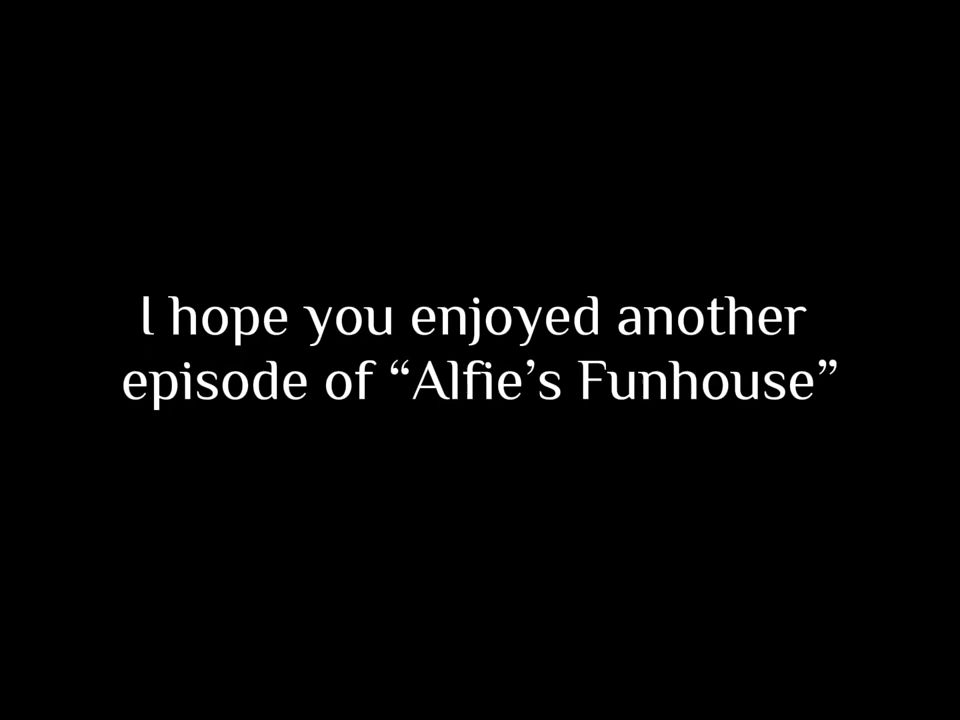 I hope you enjoyed another
episode of “Alfie’s Funhouse”